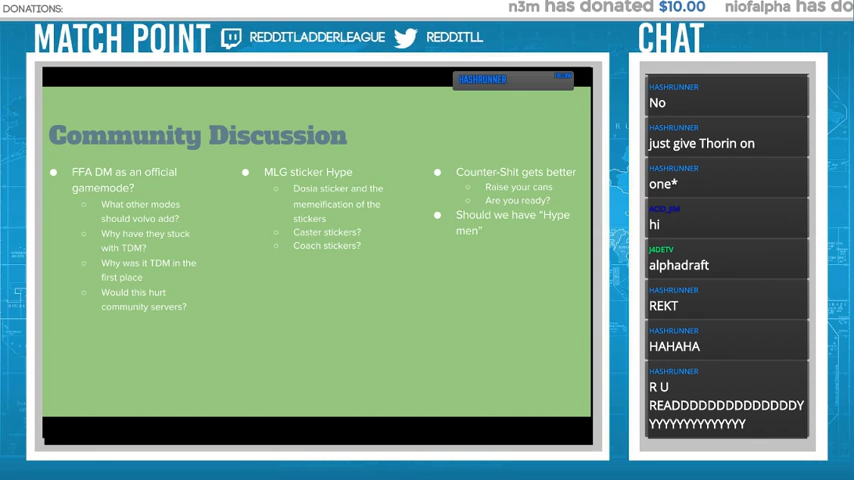 DONATIONS:
n3m has donated $10.00 niofalpha has do
MATCH POINT
REDDITLADDERLEAGUE
REDDITLL
CHAT
HASHRUNNER
Community Discussion
● FFA DM as an official
gamemode?
○ What other modes
should volvo add?
○ Why have they stuck
with TDM?
○ Why was it TDM in the
first place
○ Would this hurt
community servers?
● MLG sticker Hype
○ Dosia sticker and the
memeification of the
stickers
○ Caster stickers?
○ Coach stickers?
● Counter-Shit gets better
○ Raise your cans
○ Are you ready?
● Should we have "Hype
men"
HASHRUNNER
No
HASHRUNNER
just give Thorin on
HASHRUNNER
one*
hi
J4DETV
alphadraft
HASHRUNNER
REKT
HASHRUNNER
HAHAHA
HASHRUNNER
R U
READDDDDDDDDDDDDDDY
YYYYYYYYYYYYYYY